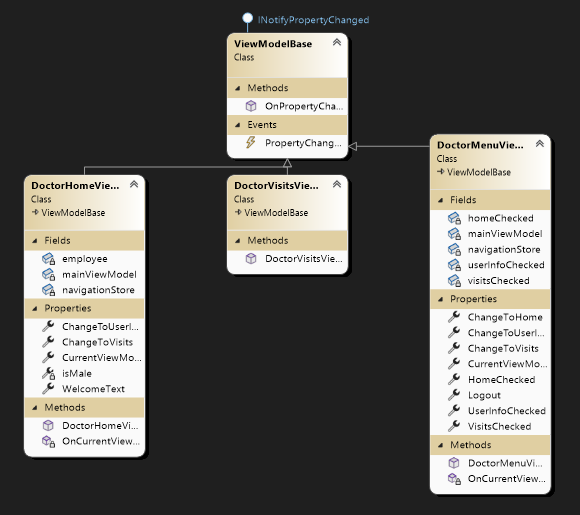 INotifyPropertyChanged
ViewModelBase
Class
Methods
OnPropertyCha...
Events
PropertyChang...
DoctorHomeVie...
Class
ViewModelBase
Fields
employee
mainViewModel
navigationStore
Properties
ChangeToUserI...
ChangeToVisits
CurrentViewMo...
isMale
WelcomeText
Methods
DoctorHomeVi...
OnCurrentView...
DoctorVisitsVie...
Class
ViewModelBase
Methods
DoctorVisitsVie...
DoctorMenuVie...
Class
ViewModelBase
Fields
homeChecked
mainViewModel
navigationStore
userInfoChecked
visitsChecked
Properties
ChangeToHome
ChangeToUserI...
ChangeToVisits
CurrentViewMo...
HomeChecked
Logout
UserInfoChecked
VisitsChecked
Methods
DoctorMenuVi...
OnCurrentView...